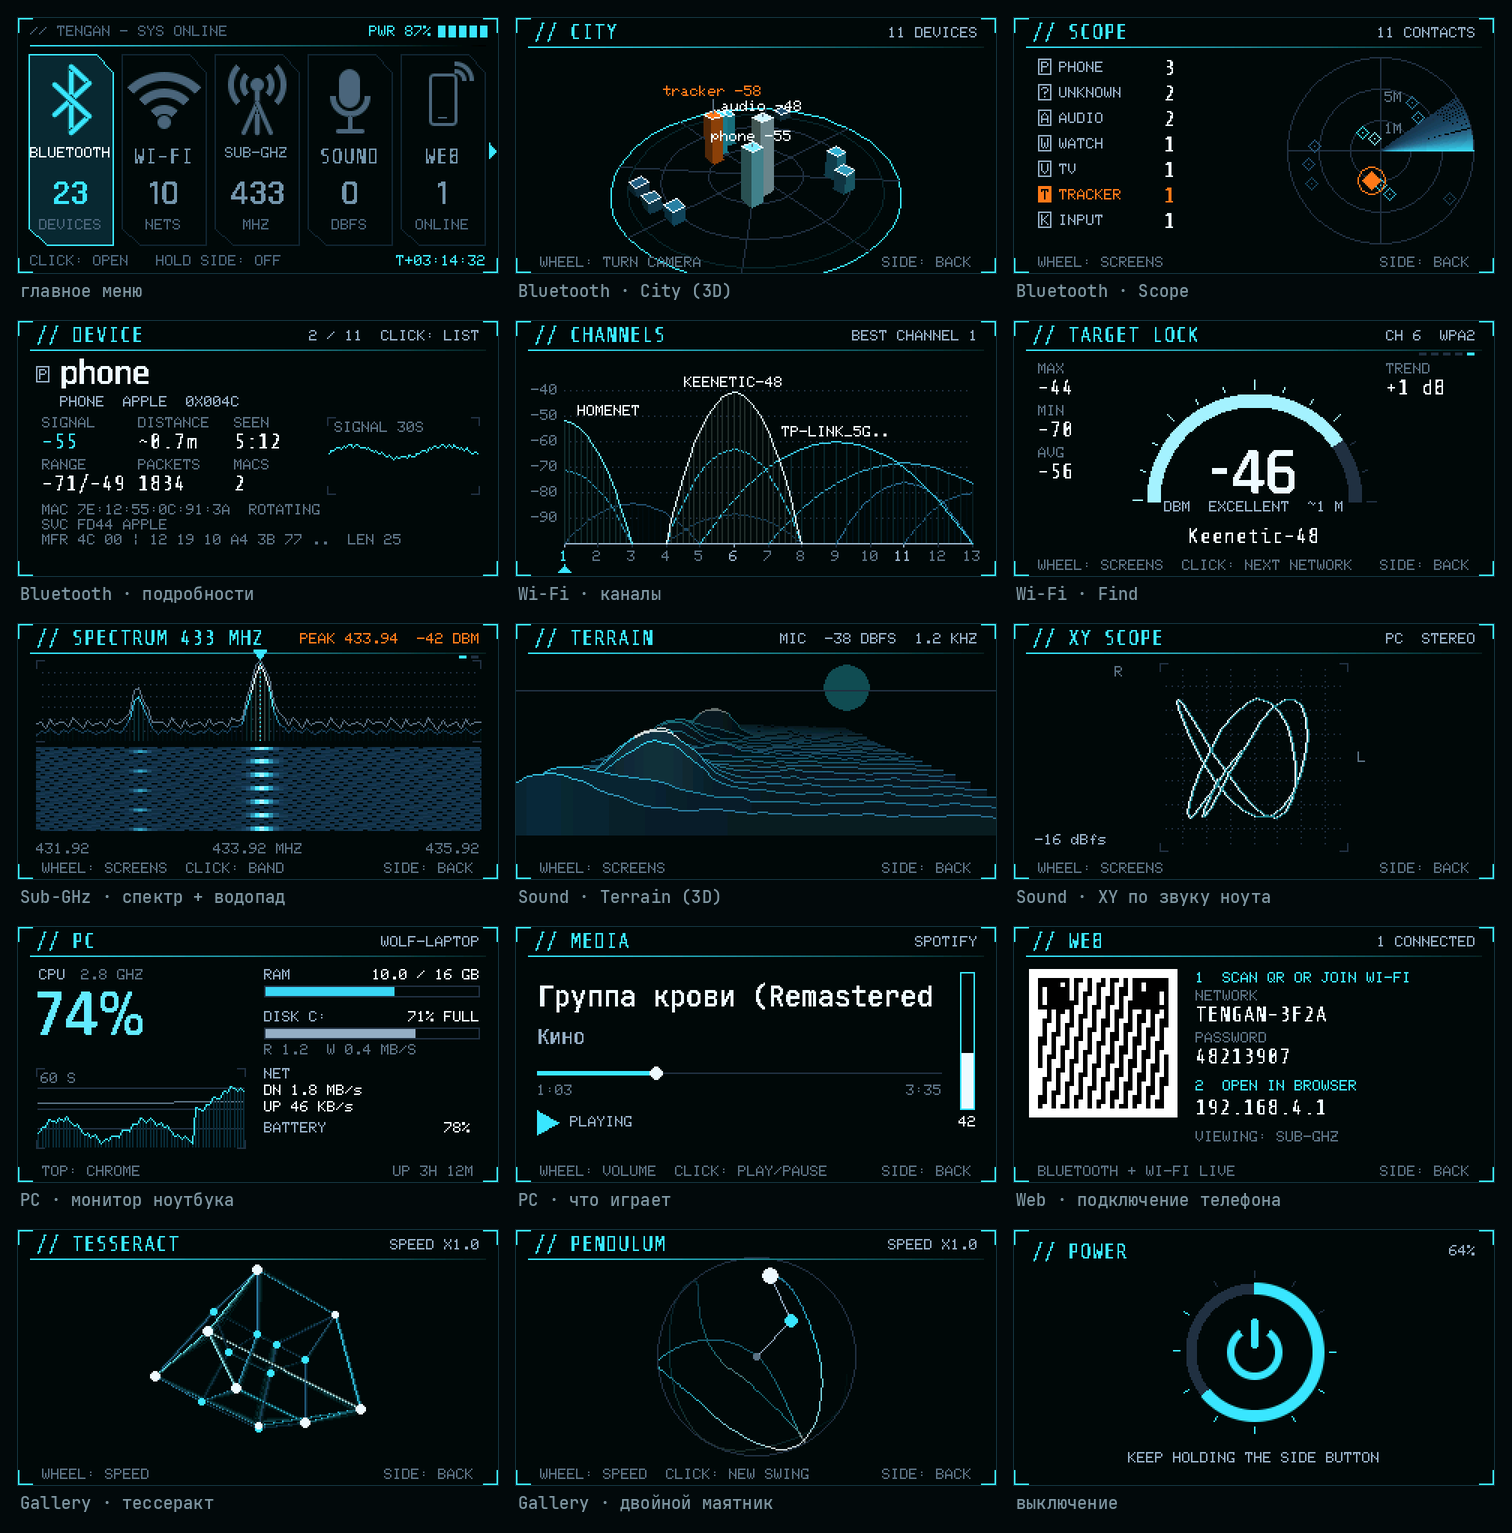 // TENGAN - SYS ONLINE PWR 87%
BLUETOOTH WI-FI SUB-GHZ SOUND WEB
23 10 433 0 1
DEVICES NETS MHZ DBFS ONLINE
CLICK: OPEN HOLD SIDE: OFF T+03:14:32
главное меню
// CITY 11 DEVICES
tracker -58
audio -48
phone -55
WHEEL: TURN CAMERA SIDE: BACK
Bluetooth · City (3D)
// SCOPE 11 CONTACTS
P PHONE 3
? UNKNOWN 2
A AUDIO 2
W WATCH 1
V TV 1
T TRACKER 1
K INPUT 1
5M
1M
WHEEL: SCREENS SIDE: BACK
Bluetooth · Scope
// DEVICE 2 / 11 CLICK: LIST
P phone
PHONE APPLE 0X004C
SIGNAL DISTANCE SEEN
-55 ~0.7m 5:12
SIGNAL 30S
RANGE PACKETS MACS
-71/-49 1834 2
MAC 7E:12:55:0C:91:3A ROTATING
SVC FD44 APPLE
MFR 4C 00 ¦ 12 19 10 A4 3B 77 .. LEN 25
Bluetooth · подробности
// CHANNELS BEST CHANNEL 1
KEENETIC-48
HOMENET
TP-LINK_5G..
-40
-50
-60
-70
-80
-90
1 2 3 4 5 6 7 8 9 10 11 12 13
Wi-Fi · каналы
// TARGET LOCK CH 6 WPA2
MAX TREND
-44 +1 dB
MIN
-70
AVG
-56
-46
DBM EXCELLENT ~1 M
Keenetic-48
WHEEL: SCREENS CLICK: NEXT NETWORK SIDE: BACK
Wi-Fi · Find
// SPECTRUM 433 MHZ PEAK 433.94 -42 DBM
431.92 433.92 MHZ 435.92
WHEEL: SCREENS CLICK: BAND SIDE: BACK
Sub-GHz · спектр + водопад
// TERRAIN MIC -38 DBFS 1.2 KHZ
WHEEL: SCREENS SIDE: BACK
Sound · Terrain (3D)
// XY SCOPE PC STEREO
R
L
-16 dBfs
WHEEL: SCREENS SIDE: BACK
Sound · XY по звуку ноута
// PC WOLF-LAPTOP
CPU 2.8 GHZ
74%
RAM 10.0 / 16 GB
DISK C: 71% FULL
R 1.2 W 0.4 MB/S
60 S
NET
DN 1.8 MB/s
UP 46 KB/s
BATTERY 78%
TOP: CHROME UP 3H 12M
PC · монитор ноутбука
// MEDIA SPOTIFY
Группа крови (Remastered
Кино
1:03 3:35
PLAYING 42
WHEEL: VOLUME CLICK: PLAY/PAUSE SIDE: BACK
PC · что играет
// WEB 1 CONNECTED
1 SCAN QR OR JOIN WI-FI
NETWORK
TENGAN-3F2A
PASSWORD
48213907
2 OPEN IN BROWSER
192.168.4.1
VIEWING: SUB-GHZ
BLUETOOTH + WI-FI LIVE SIDE: BACK
Web · подключение телефона
// TESSERACT SPEED X1.0
WHEEL: SPEED SIDE: BACK
Gallery · тессеракт
// PENDULUM SPEED X1.0
WHEEL: SPEED CLICK: NEW SWING SIDE: BACK
Gallery · двойной маятник
// POWER 64%
KEEP HOLDING THE SIDE BUTTON
выключение